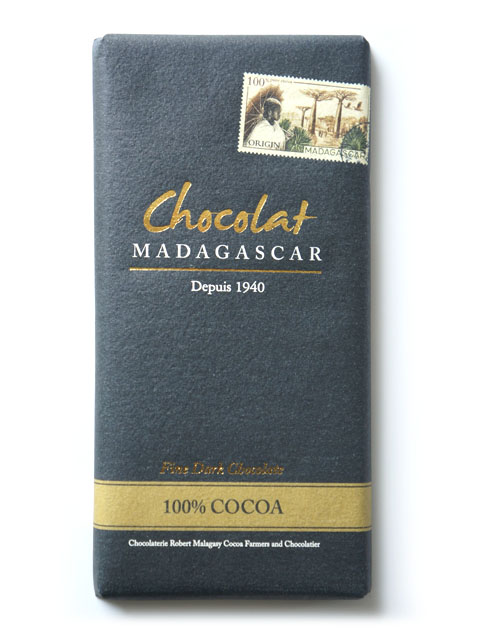 100%
ORIGIN
MADAGASCAR
Chocolat
MADAGASCAR
Depuis 1940
Fine Dark Chocolate
100% COCOA
Chocolaterie Robert Malagasy Cocoa Farmers and Chocolatier